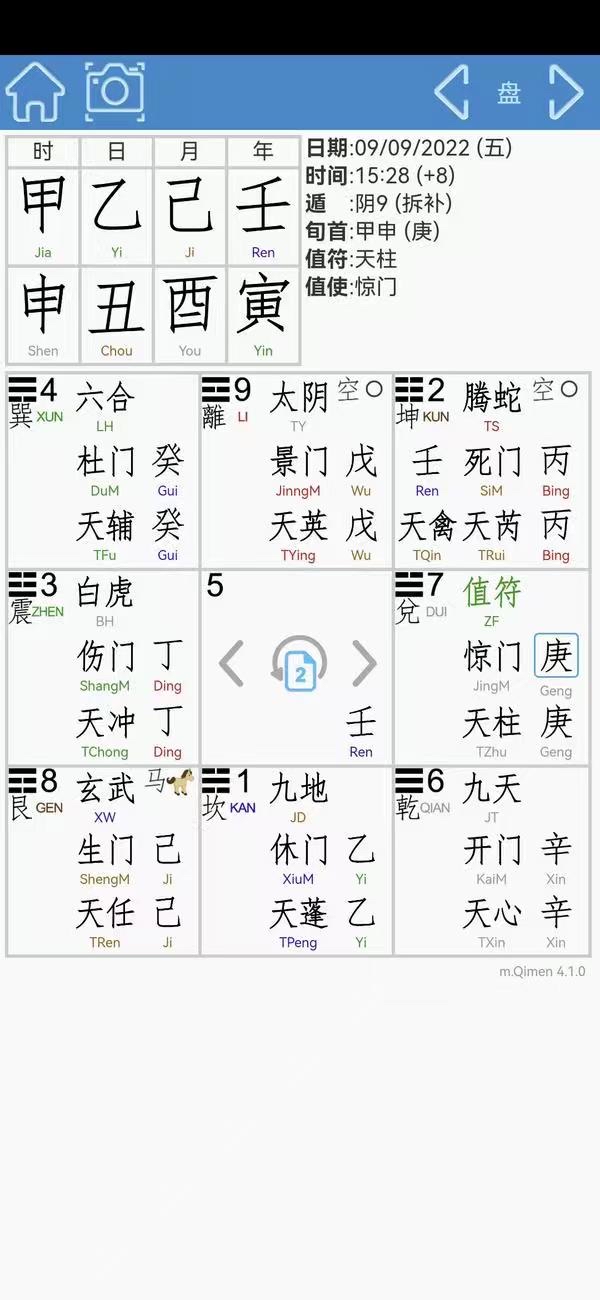 盘
时 日 月 年
甲 乙 己 壬
Jia Yi Ji Ren
申 丑 酉 寅
Shen Chou You Yin
日期:09/09/2022 (五)
时间:15:28 (+8)
遁 :阴9 (拆补)
旬首:甲申 (庚)
值符:天柱
值使:惊门
4 六合
巽 XUN LH
杜门 癸
DuM Gui
天辅 癸
TFu Gui
9 太阴 空
離 LI TY
景门 戊
JinngM Wu
天英 戊
TYing Wu
2 腾蛇 空
坤 KUN TS
壬 死门 丙
Ren SiM Bing
天禽 天芮 丙
TQin TRui Bing
3 白虎
震 ZHEN BH
伤门 丁
ShangM Ding
天冲 丁
TChong Ding
5
2
壬
Ren
7 值符
兌 DUI ZF
惊门 庚
JingM Geng
天柱 庚
TZhu Geng
8 玄武 马
艮 GEN XW
生门 己
ShengM Ji
天任 己
TRen Ji
1 九地
坎 KAN JD
休门 乙
XiuM Yi
天蓬 乙
TPeng Yi
6 九天
乾 QIAN JT
开门 辛
KaiM Xin
天心 辛
TXin Xin
m.Qimen 4.1.0